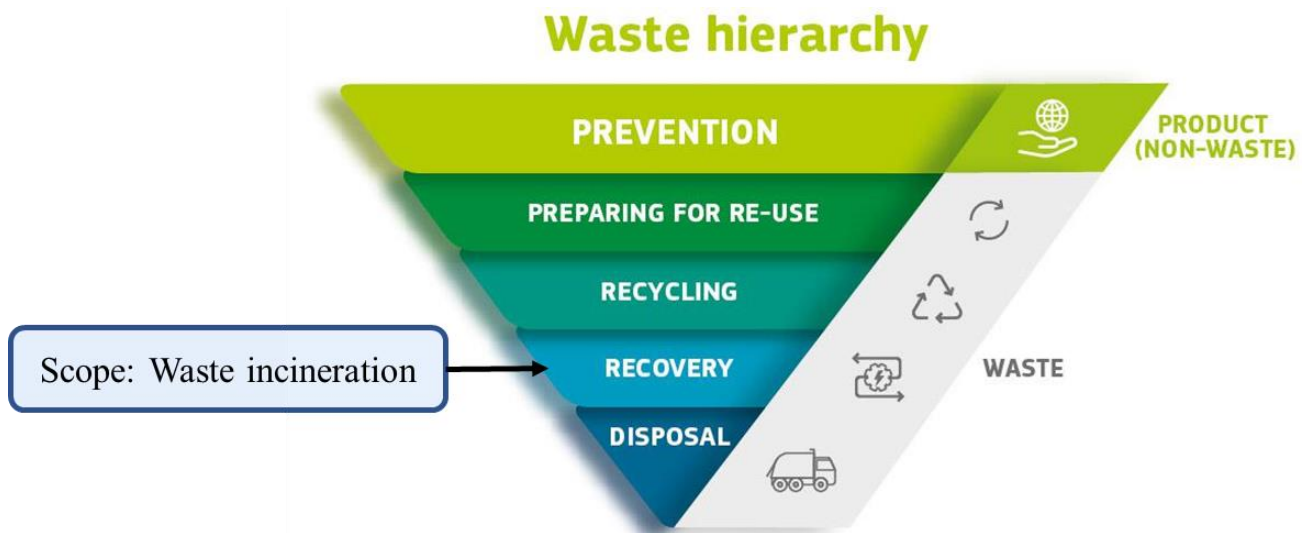 Waste hierarchy
PREVENTION
PRODUCT
(NON-WASTE)
PREPARING FOR RE-USE
RECYCLING
Scope: Waste incineration
RECOVERY
WASTE
DISPOSAL